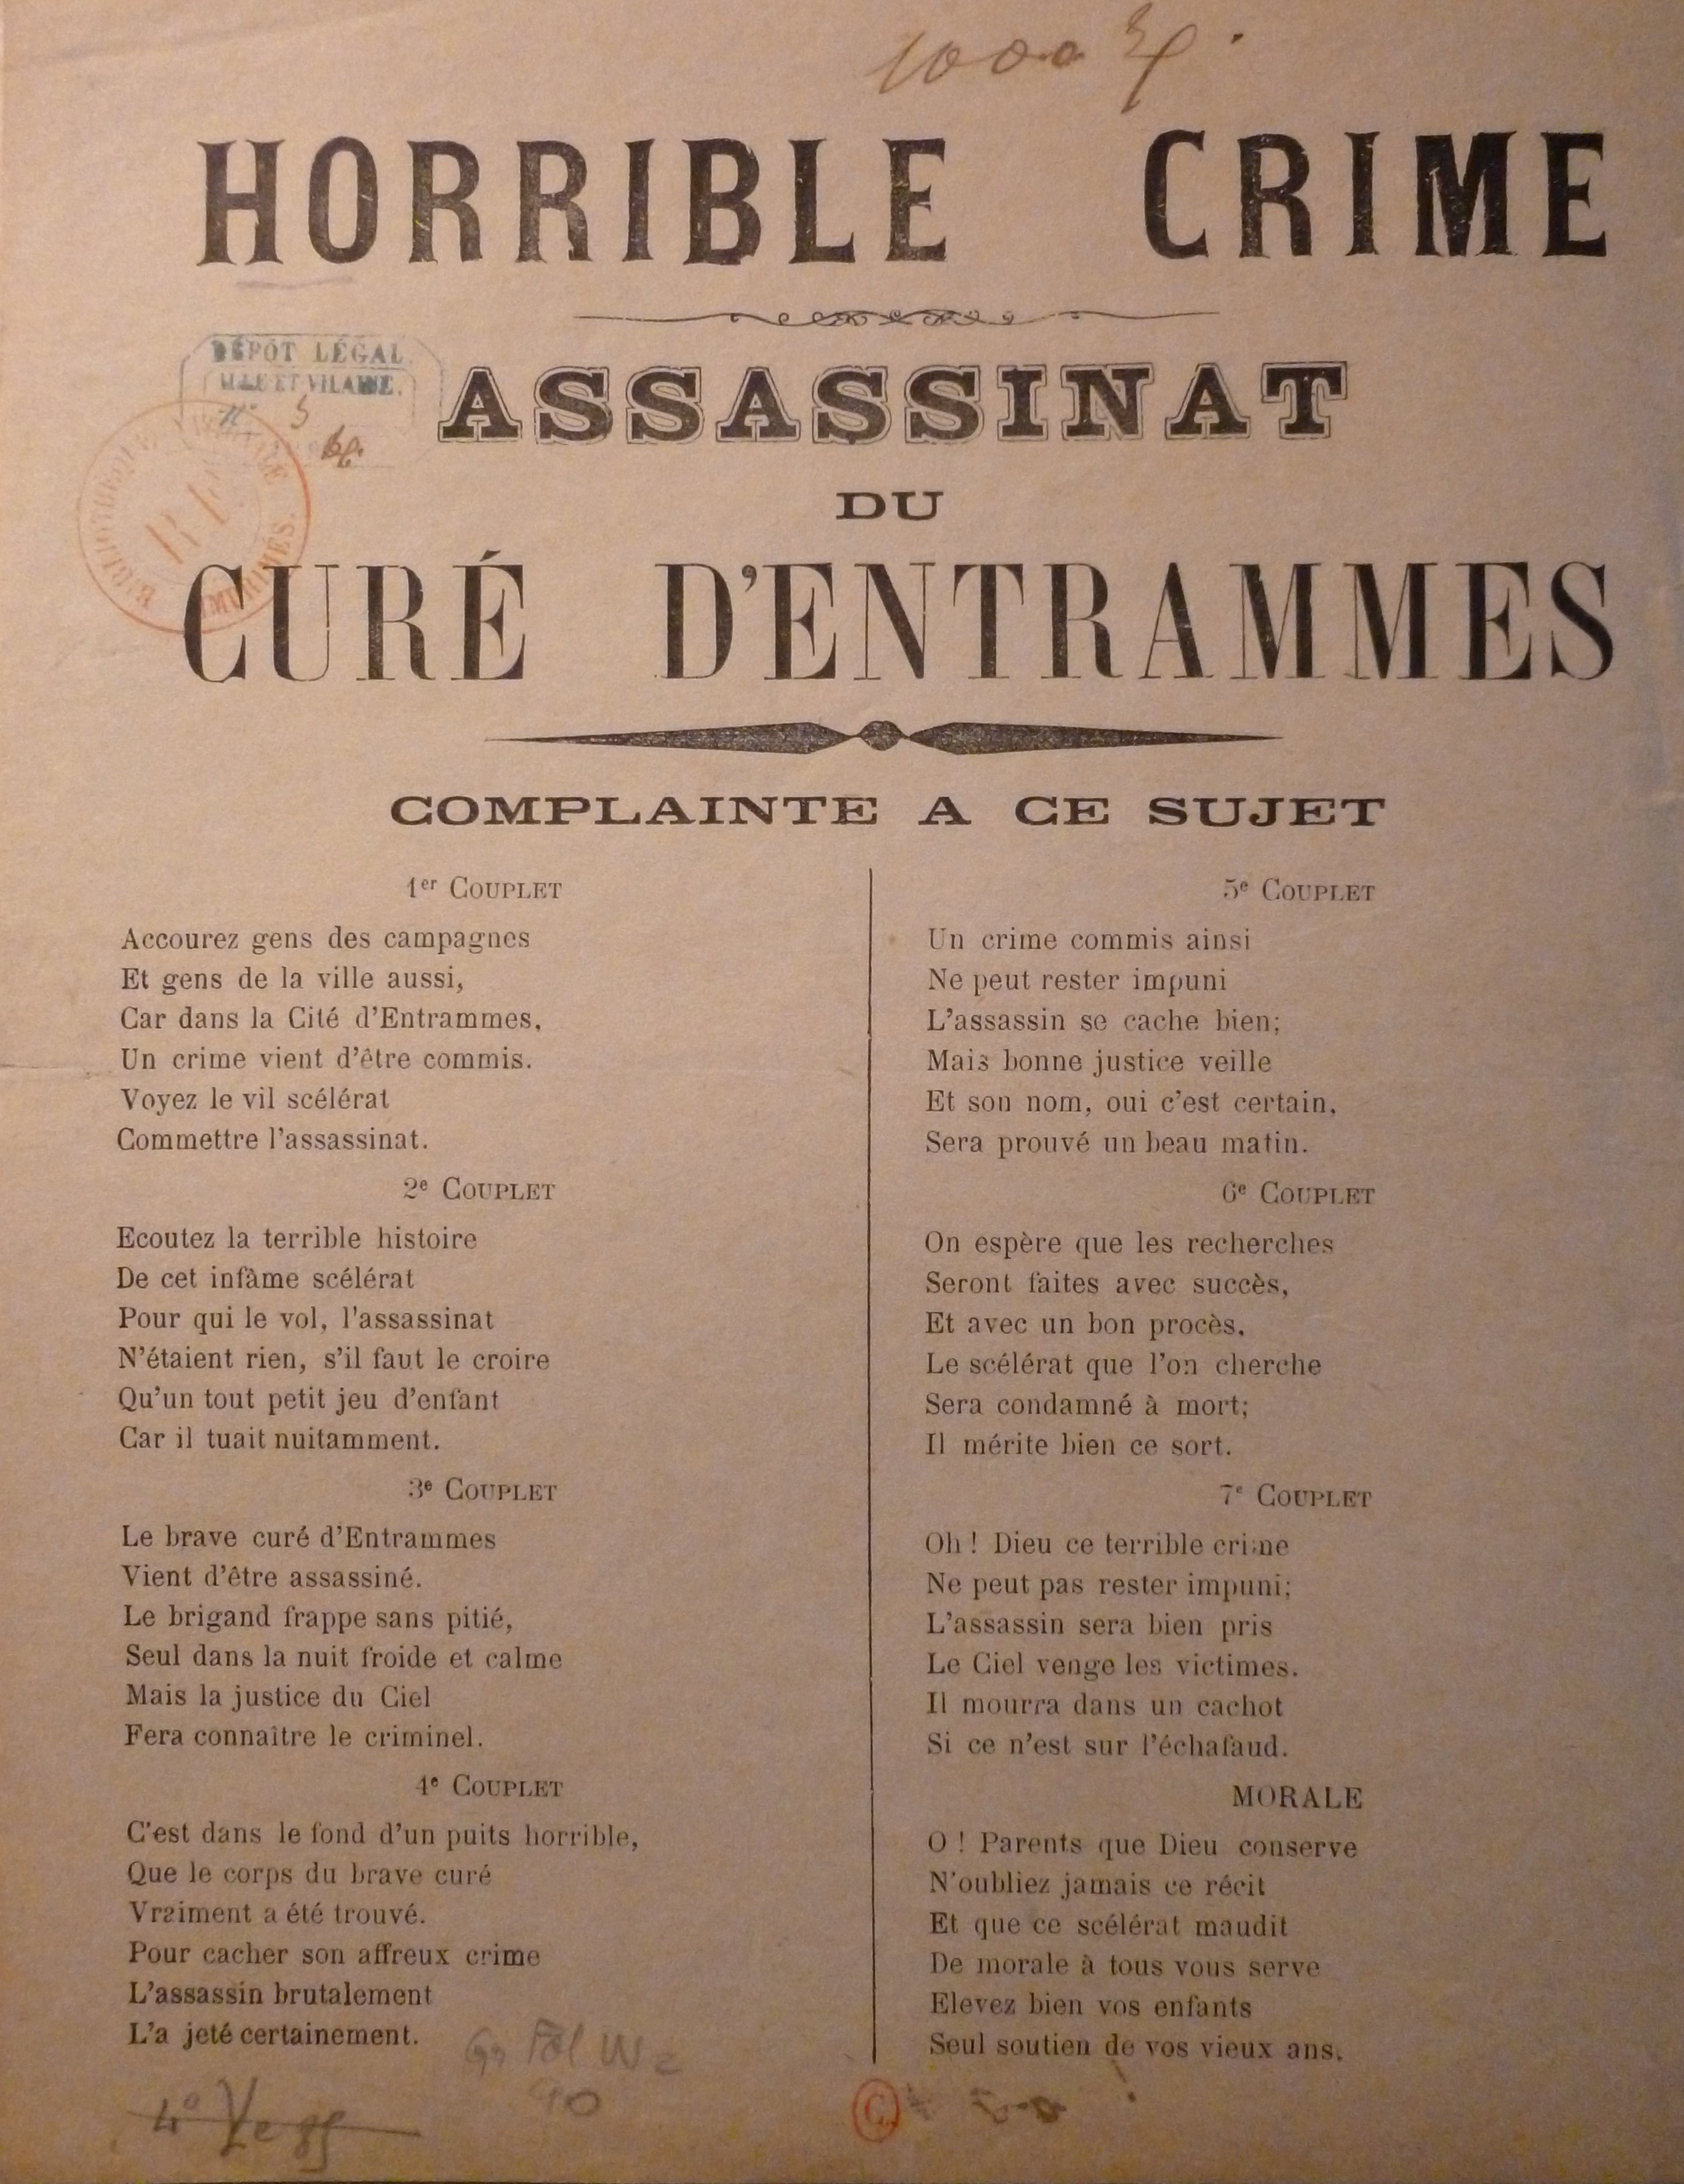 1000
HORRIBLE CRIME
DÉPOT LÉGAL
ILLE ET VILAINE.
ASSASSINAT
DU
CURÉ D'ENTRAMMES
COMPLAINTE A CE SUJET
1er COUPLET
Accourez gens des campagnes
Et gens de la ville aussi,
Car dans la Cité d'Entrammes,
Un crime vient d'être commis.
Voyez le vil scélérat
Commettre l'assassinat.
2e COUPLET
Ecoutez la terrible histoire
De cet infâme scélérat
Pour qui le vol, l'assassinat
N'étaient rien, s'il faut le croire
Qu'un tout petit jeu d'enfant
Car il tuait nuitamment.
3e COUPLET
Le brave curé d'Entrammes
Vient d'être assassiné.
Le brigand frappe sans pitié,
Seul dans la nuit froide et calme
Mais la justice du Ciel
Fera connaître le criminel.
4e COUPLET
C'est dans le fond d'un puits horrible,
Que le corps du brave curé
Vraiment a été trouvé.
Pour cacher son affreux crime
L'assassin brutalement
L'a jeté certainement.
5e COUPLET
Un crime commis ainsi
Ne peut rester impuni
L'assassin se cache bien;
Mais bonne justice veille
Et son nom, oui c'est certain,
Sera prouvé un beau matin.
6e COUPLET
On espère que les recherches
Seront faites avec succès,
Et avec un bon procès,
Le scélérat que l'on cherche
Sera condamné à mort;
Il mérite bien ce sort.
7e COUPLET
Oh ! Dieu ce terrible crime
Ne peut pas rester impuni;
L'assassin sera bien pris
Le Ciel venge les victimes.
Il mourra dans un cachot
Si ce n'est sur l'échafaud.
MORALE
O ! Parents que Dieu conserve
N'oubliez jamais ce récit
Et que ce scélérat maudit
De morale à tous vous serve
Elevez bien vos enfants
Seul soutien de vos vieux ans.
Fol W
90
4° Ye
C